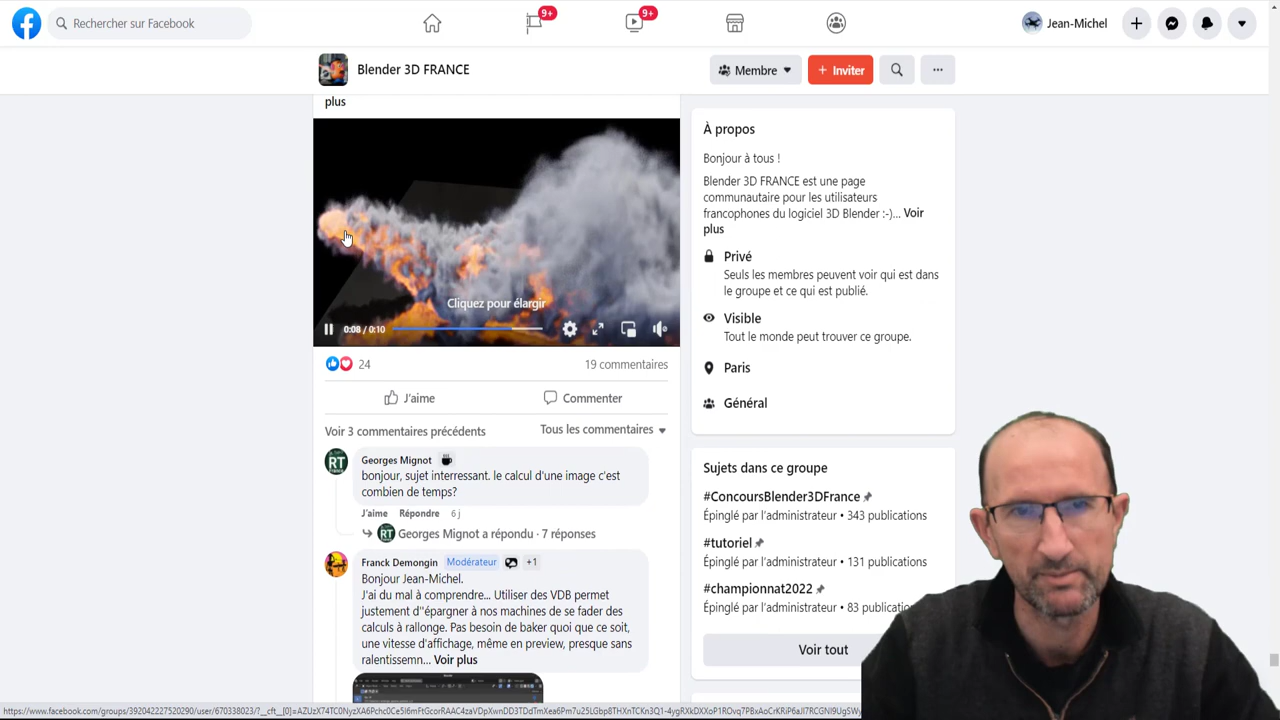 Rechercher sur Facebook
9+
9+
Jean-Michel
Blender 3D FRANCE
Membre
+ Inviter
plus
Cliquez pour élargir
0:08 / 0:10
24
19 commentaires
J'aime
Commenter
Voir 3 commentaires précédents
Tous les commentaires
RT
Georges Mignot
bonjour, sujet interressant. le calcul d'une image c'est
combien de temps?
J'aime Répondre 6 j
Georges Mignot a répondu · 7 réponses
Franck Demongin Modérateur +1
Bonjour Jean-Michel.
J'ai du mal à comprendre... Utiliser des VDB permet
justement d''épargner à nos machines de se fader des
calculs à rallonge. Pas besoin de baker quoi que ce soit,
une vitesse d'affichage, même en preview, presque sans
ralentissemn... Voir plus
À propos
Bonjour à tous !
Blender 3D FRANCE est une page
communautaire pour les utilisateurs
francophones du logiciel 3D Blender :-)... Voir
plus
Privé
Seuls les membres peuvent voir qui est dans
le groupe et ce qui est publié.
Visible
Tout le monde peut trouver ce groupe.
Paris
Général
Sujets dans ce groupe
#ConcoursBlender3DFrance
Épinglé par l'administrateur • 343 publications
#tutoriel
Épinglé par l'administrateur • 131 publications
#championnat2022
Épinglé par l'administrateur • 83
Voir tout